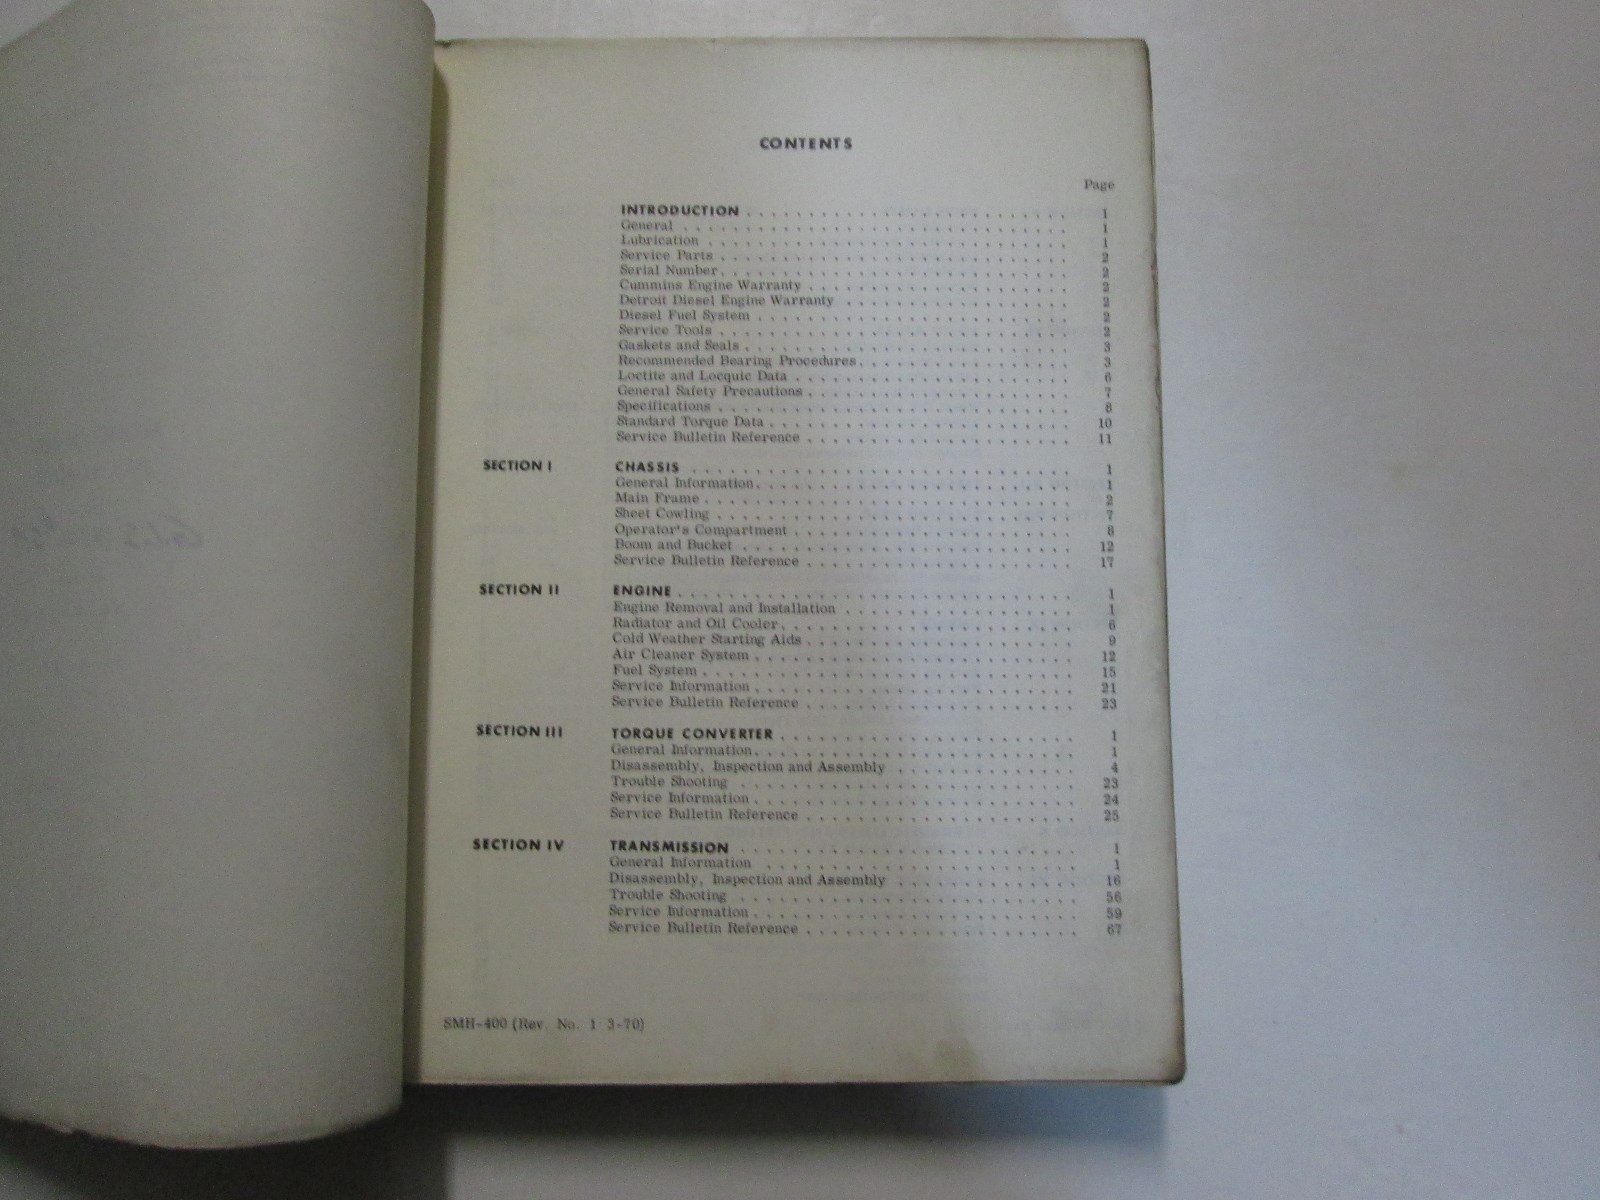 CONTENTS
Page
INTRODUCTION . . . . . . . . . . . . . . . . . . . . . . . . . . 1
General . . . . . . . . . . . . . . . . . . . . . . . . . . 1
Lubrication . . . . . . . . . . . . . . . . . . . . . . . . . . 1
Service Parts . . . . . . . . . . . . . . . . . . . . . . . . . . 2
Serial Number . . . . . . . . . . . . . . . . . . . . . . . . . . 2
Cummins Engine Warranty . . . . . . . . . . . . . . . . . . . . 2
Detroit Diesel Engine Warranty . . . . . . . . . . . . . . . . . . 2
Diesel Fuel System . . . . . . . . . . . . . . . . . . . . . . . 2
Service Tools . . . . . . . . . . . . . . . . . . . . . . . . . . 2
Gaskets and Seals . . . . . . . . . . . . . . . . . . . . . . . . 3
Recommended Bearing Procedures . . . . . . . . . . . . . . . . . 3
Loctite and Locquic Data . . . . . . . . . . . . . . . . . . . . 6
General Safety Precautions . . . . . . . . . . . . . . . . . . . . 7
Specifications . . . . . . . . . . . . . . . . . . . . . . . . . . 8
Standard Torque Data . . . . . . . . . . . . . . . . . . . . . . 10
Service Bulletin Reference . . . . . . . . . . . . . . . . . . . . 11
SECTION I CHASSIS . . . . . . . . . . . . . . . . . . . . . . . . 1
General Information . . . . . . . . . . . . . . . . . . . . . . . 1
Main Frame . . . . . . . . . . . . . . . . . . . . . . . . . . 2
Sheet Cowling . . . . . . . . . . . . . . . . . . . . . . . . . . 7
Operator's Compartment . . . . . . . . . . . . . . . . . . . . . 8
Boom and Bucket . . . . . . . . . . . . . . . . . . . . . . . . 12
Service Bulletin Reference . . . . . . . . . . . . . . . . . . . . 17
SECTION II ENGINE . . . . . . . . . . . . . . . . . . . . . . . . 1
Engine Removal and Installation . . . . . . . . . . . . . . . . . 1
Radiator and Oil Cooler . . . . . . . . . . . . . . . . . . . . . 6
Cold Weather Starting Aids . . . . . . . . . . . . . . . . . . . . 9
Air Cleaner System . . . . . . . . . . . . . . . . . . . . . . . 12
Fuel System . . . . . . . . . . . . . . . . . . . . . . . . . . 15
Service Information . . . . . . . . . . . . . . . . . . . . . . . 21
Service Bulletin Reference . . . . . . . . . . . . . . . . . . . . 23
SECTION III TORQUE CONVERTER . . . . . . . . . . . . . . . . . . . 1
General Information . . . . . . . . . . . . . . . . . . . . . . . 1
Disassembly, Inspection and Assembly . . . . . . . . . . . . . . 4
Trouble Shooting . . . . . . . . . . . . . . . . . . . . . . . . 23
Service Information . . . . . . . . . . . . . . . . . . . . . . . 24
Service Bulletin Reference . . . . . . . . . . . . . . . . . . . . 25
SECTION IV TRANSMISSION . . . . . . . . . . . . . . . . . . . . . 1
General Information . . . . . . . . . . . . . . . . . . . . . . . 1
Disassembly, Inspection and Assembly . . . . . . . . . . . . . . 16
Trouble Shooting . . . . . . . . . . . . . . . . . . . . . . . . 56
Service Information . . . . . . . . . . . . . . . . . . . . . . . 59
Service Bulletin Reference . . . . . . . . . . . . . . . . . . . . 67
SMH-400 (Rev. No. 1 3-70)